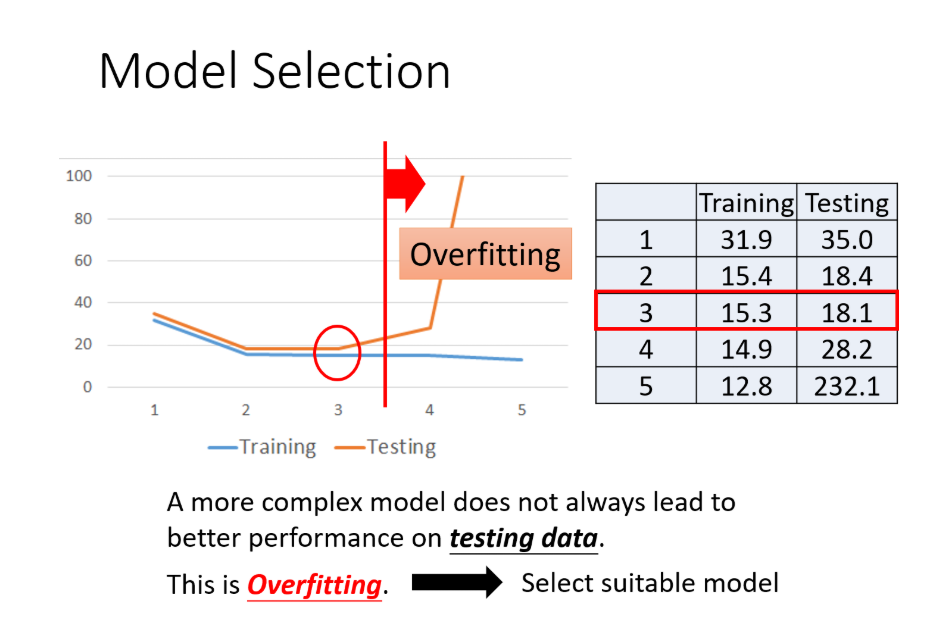 Model Selection
100
80
60
40
20
0
1 2 3 4 5
Overfitting
Training Testing
Training Testing
1 31.9 35.0
2 15.4 18.4
3 15.3 18.1
4 14.9 28.2
5 12.8 232.1
A more complex model does not always lead to
better performance on testing data.
This is Overfitting. Select suitable model